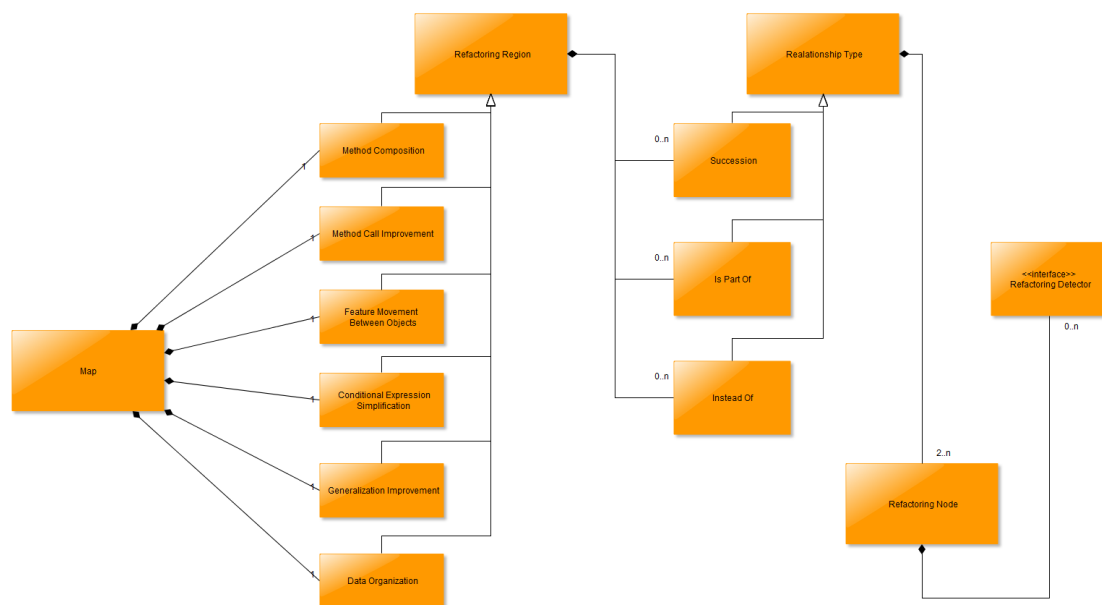 Refactoring Region
Realationship Type
Method Composition
1
0..n
Succession
Method Call Improvement
1
0..n
Is Part Of
<<interface>>
Refactoring Detector
Feature Movement
Between Objects
1
0..n
Map
0..n
Conditional Expression
Simplification
1
Instead Of
2..n
Generalization Improvement
1
Refactoring Node
Data Organization
1